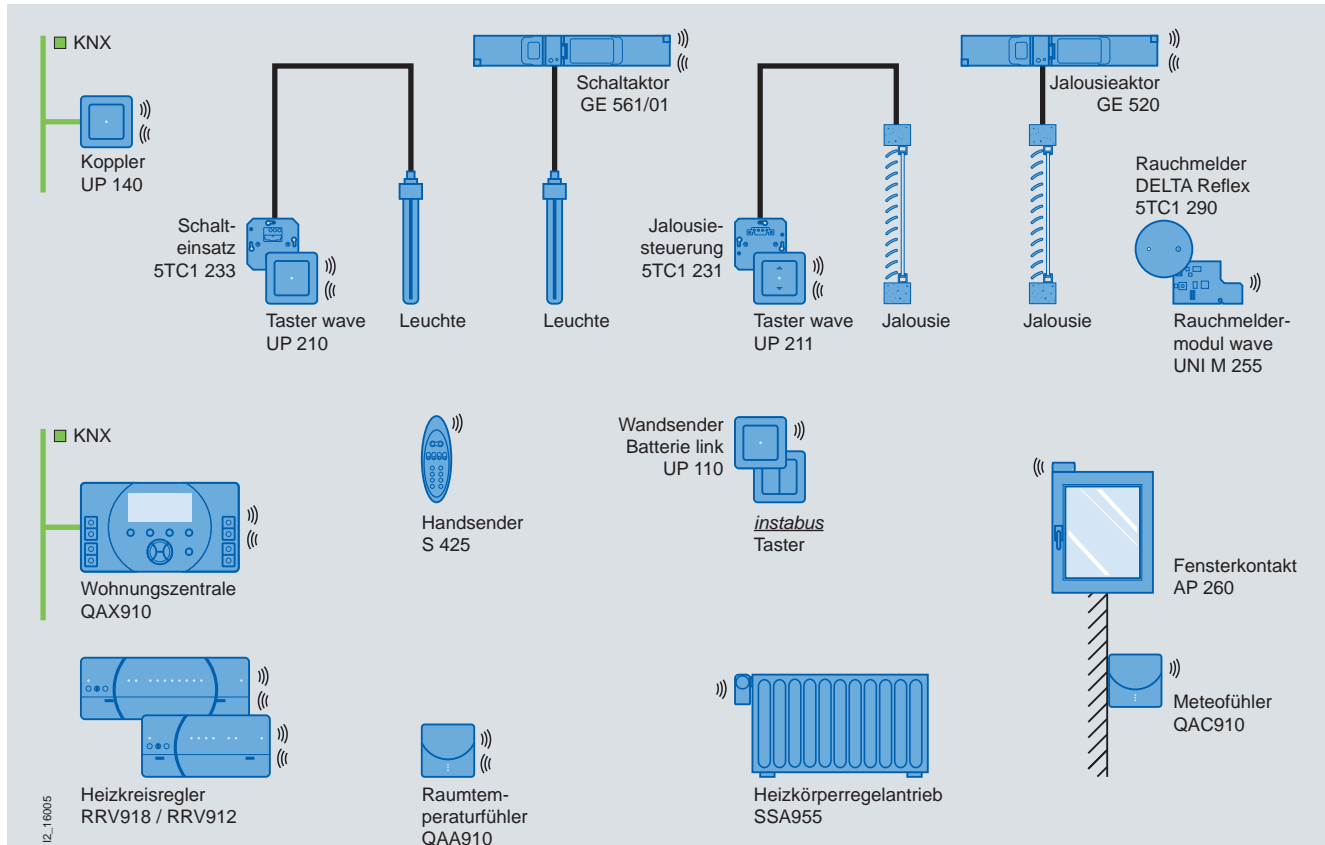 KNX
Koppler
UP 140
Schaltaktor
GE 561/01
Jalousieaktor
GE 520
Rauchmelder
DELTA Reflex
5TC1 290
Schalt-
einsatz
5TC1 233
Taster wave
UP 210
Leuchte
Leuchte
Jalousie-
steuerung
5TC1 231
Taster wave
UP 211
Jalousie
Jalousie
Rauchmelder-
modul wave
UNI M 255
KNX
Wohnungszentrale
QAX910
Handsender
S 425
Wandsender
Batterie link
UP 110
instabus
Taster
Fensterkontakt
AP 260
Meteofühler
QAC910
Heizkreisregler
RRV918 / RRV912
Raumtem-
peraturfühler
QAA910
Heizkörperregelantrieb
SSA955
I2_16005